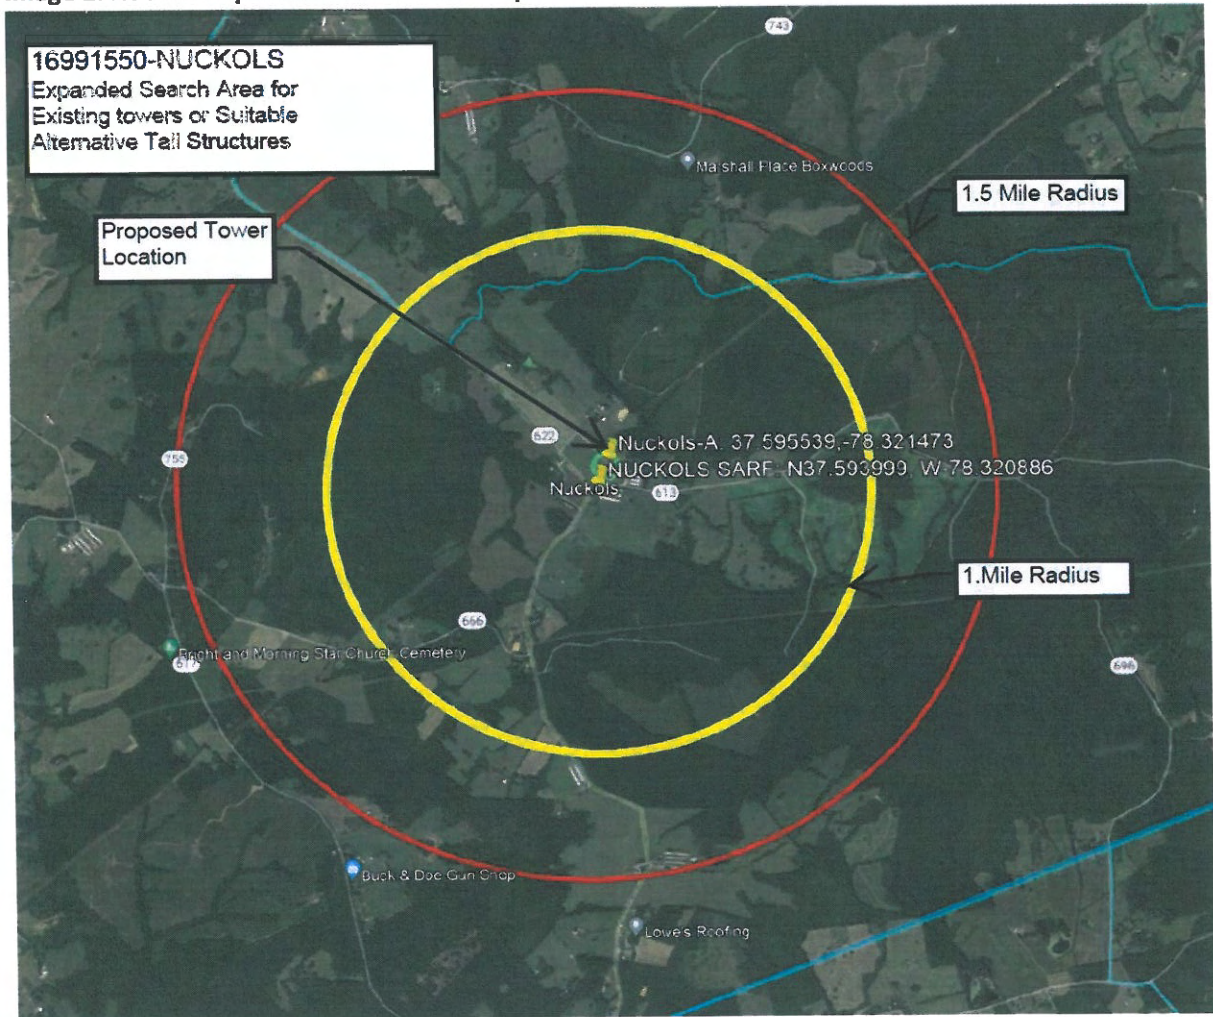 743
16991550-NUCKOLS
Expanded Search Area for
Existing towers or Suitable
Alternative Tall Structures
Marshall Place Boxwoods
1.5 Mile Radius
Proposed Tower
Location
622
Nuckols-A. 37 595539,-78 321473
755
NUCKOLS SARF. N37.593999, W-78 320886
Nuckols
613
1.Mile Radius
666
Bright and Morning Star Church Cemetery
617
696
Buck & Doe Gun Shop
Lowe's Roofing